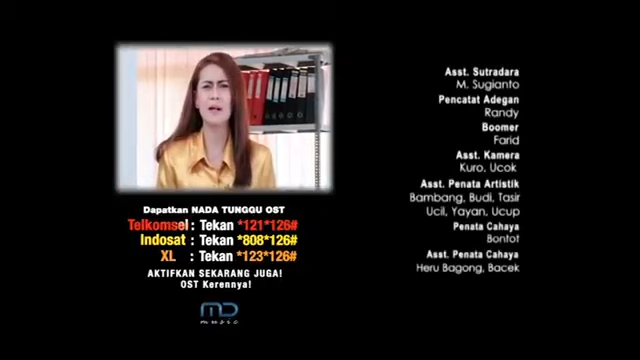 Dapatkan NADA TUNGGU OST
Telkomsel : Tekan *121*126#
Indosat : Tekan *808*126#
XL : Tekan *123*126#
AKTIFKAN SEKARANG JUGA!
OST Kerennya!
MD
music
Asst. Sutradara
M. Sugianto
Pencatat Adegan
Randy
Boomer
Farid
Asst. Kamera
Kuro, Ucok
Asst. Penata Artistik
Bambang, Budi, Tasir
Ucil, Yayan, Ucup
Penata Cahaya
Bontot
Asst. Penata Cahaya
Heru Bagong, Bacek